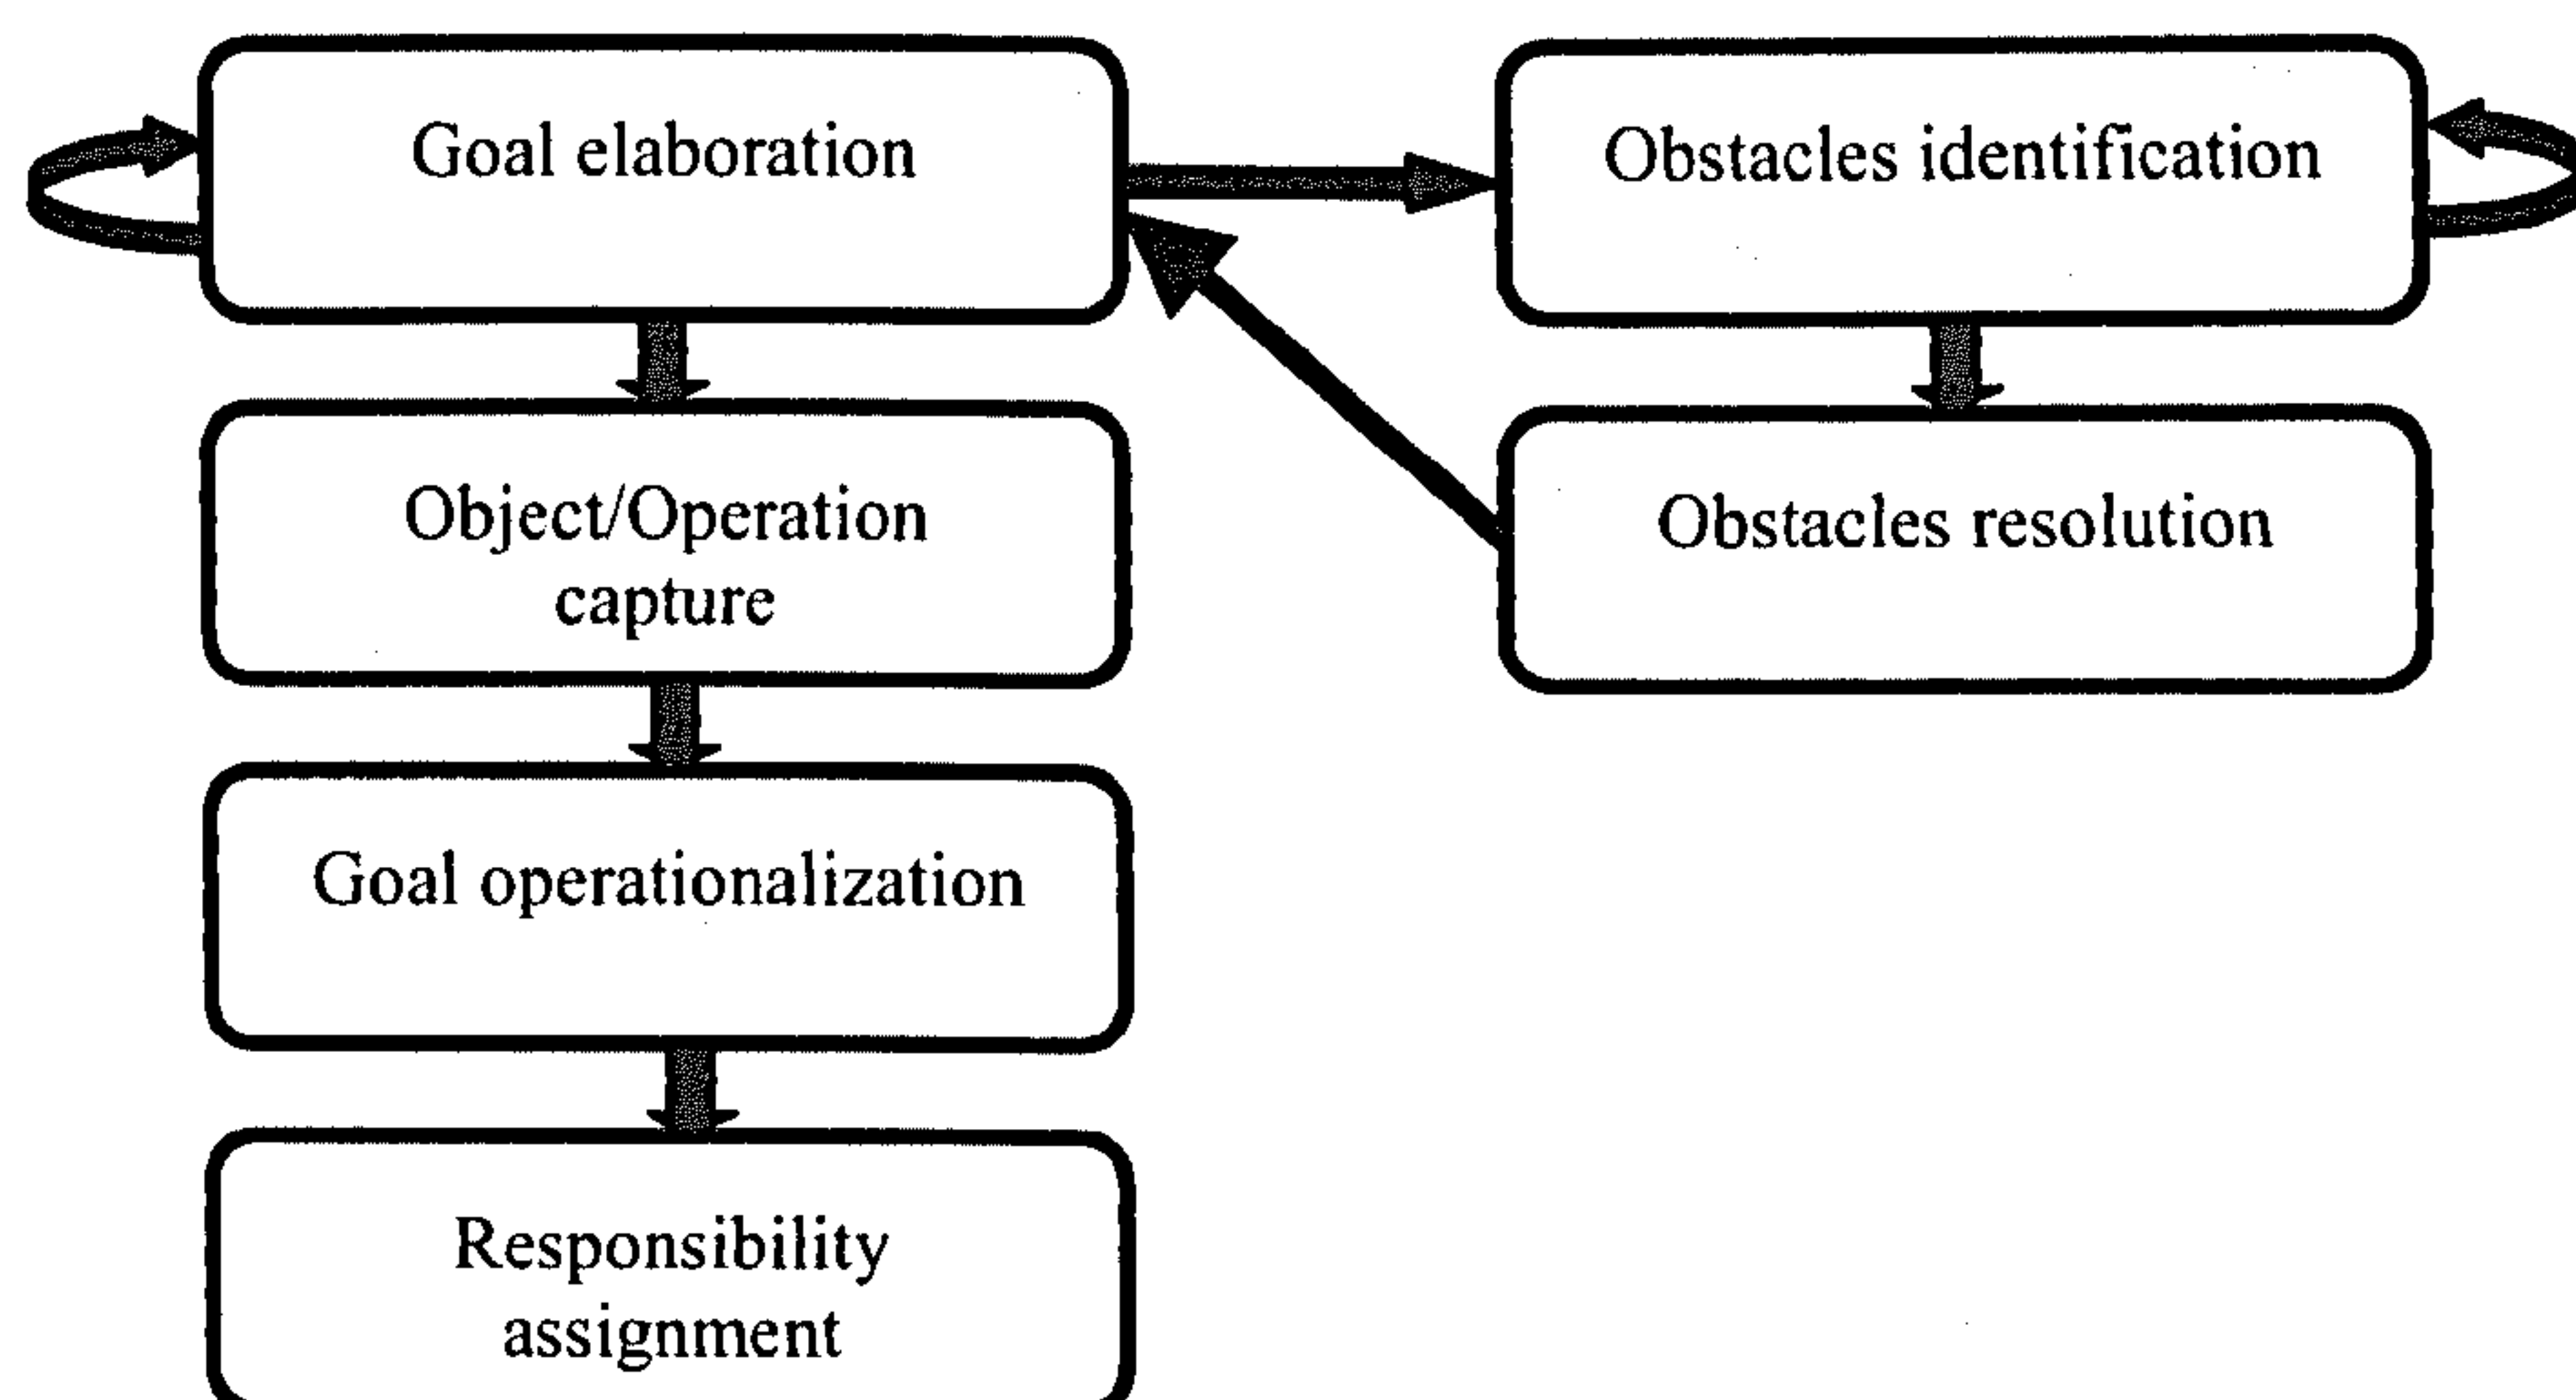 Goal elaboration
Obstacles identification
Object/Operation
capture
Obstacles resolution
Goal operationalization
Responsibility
assignment